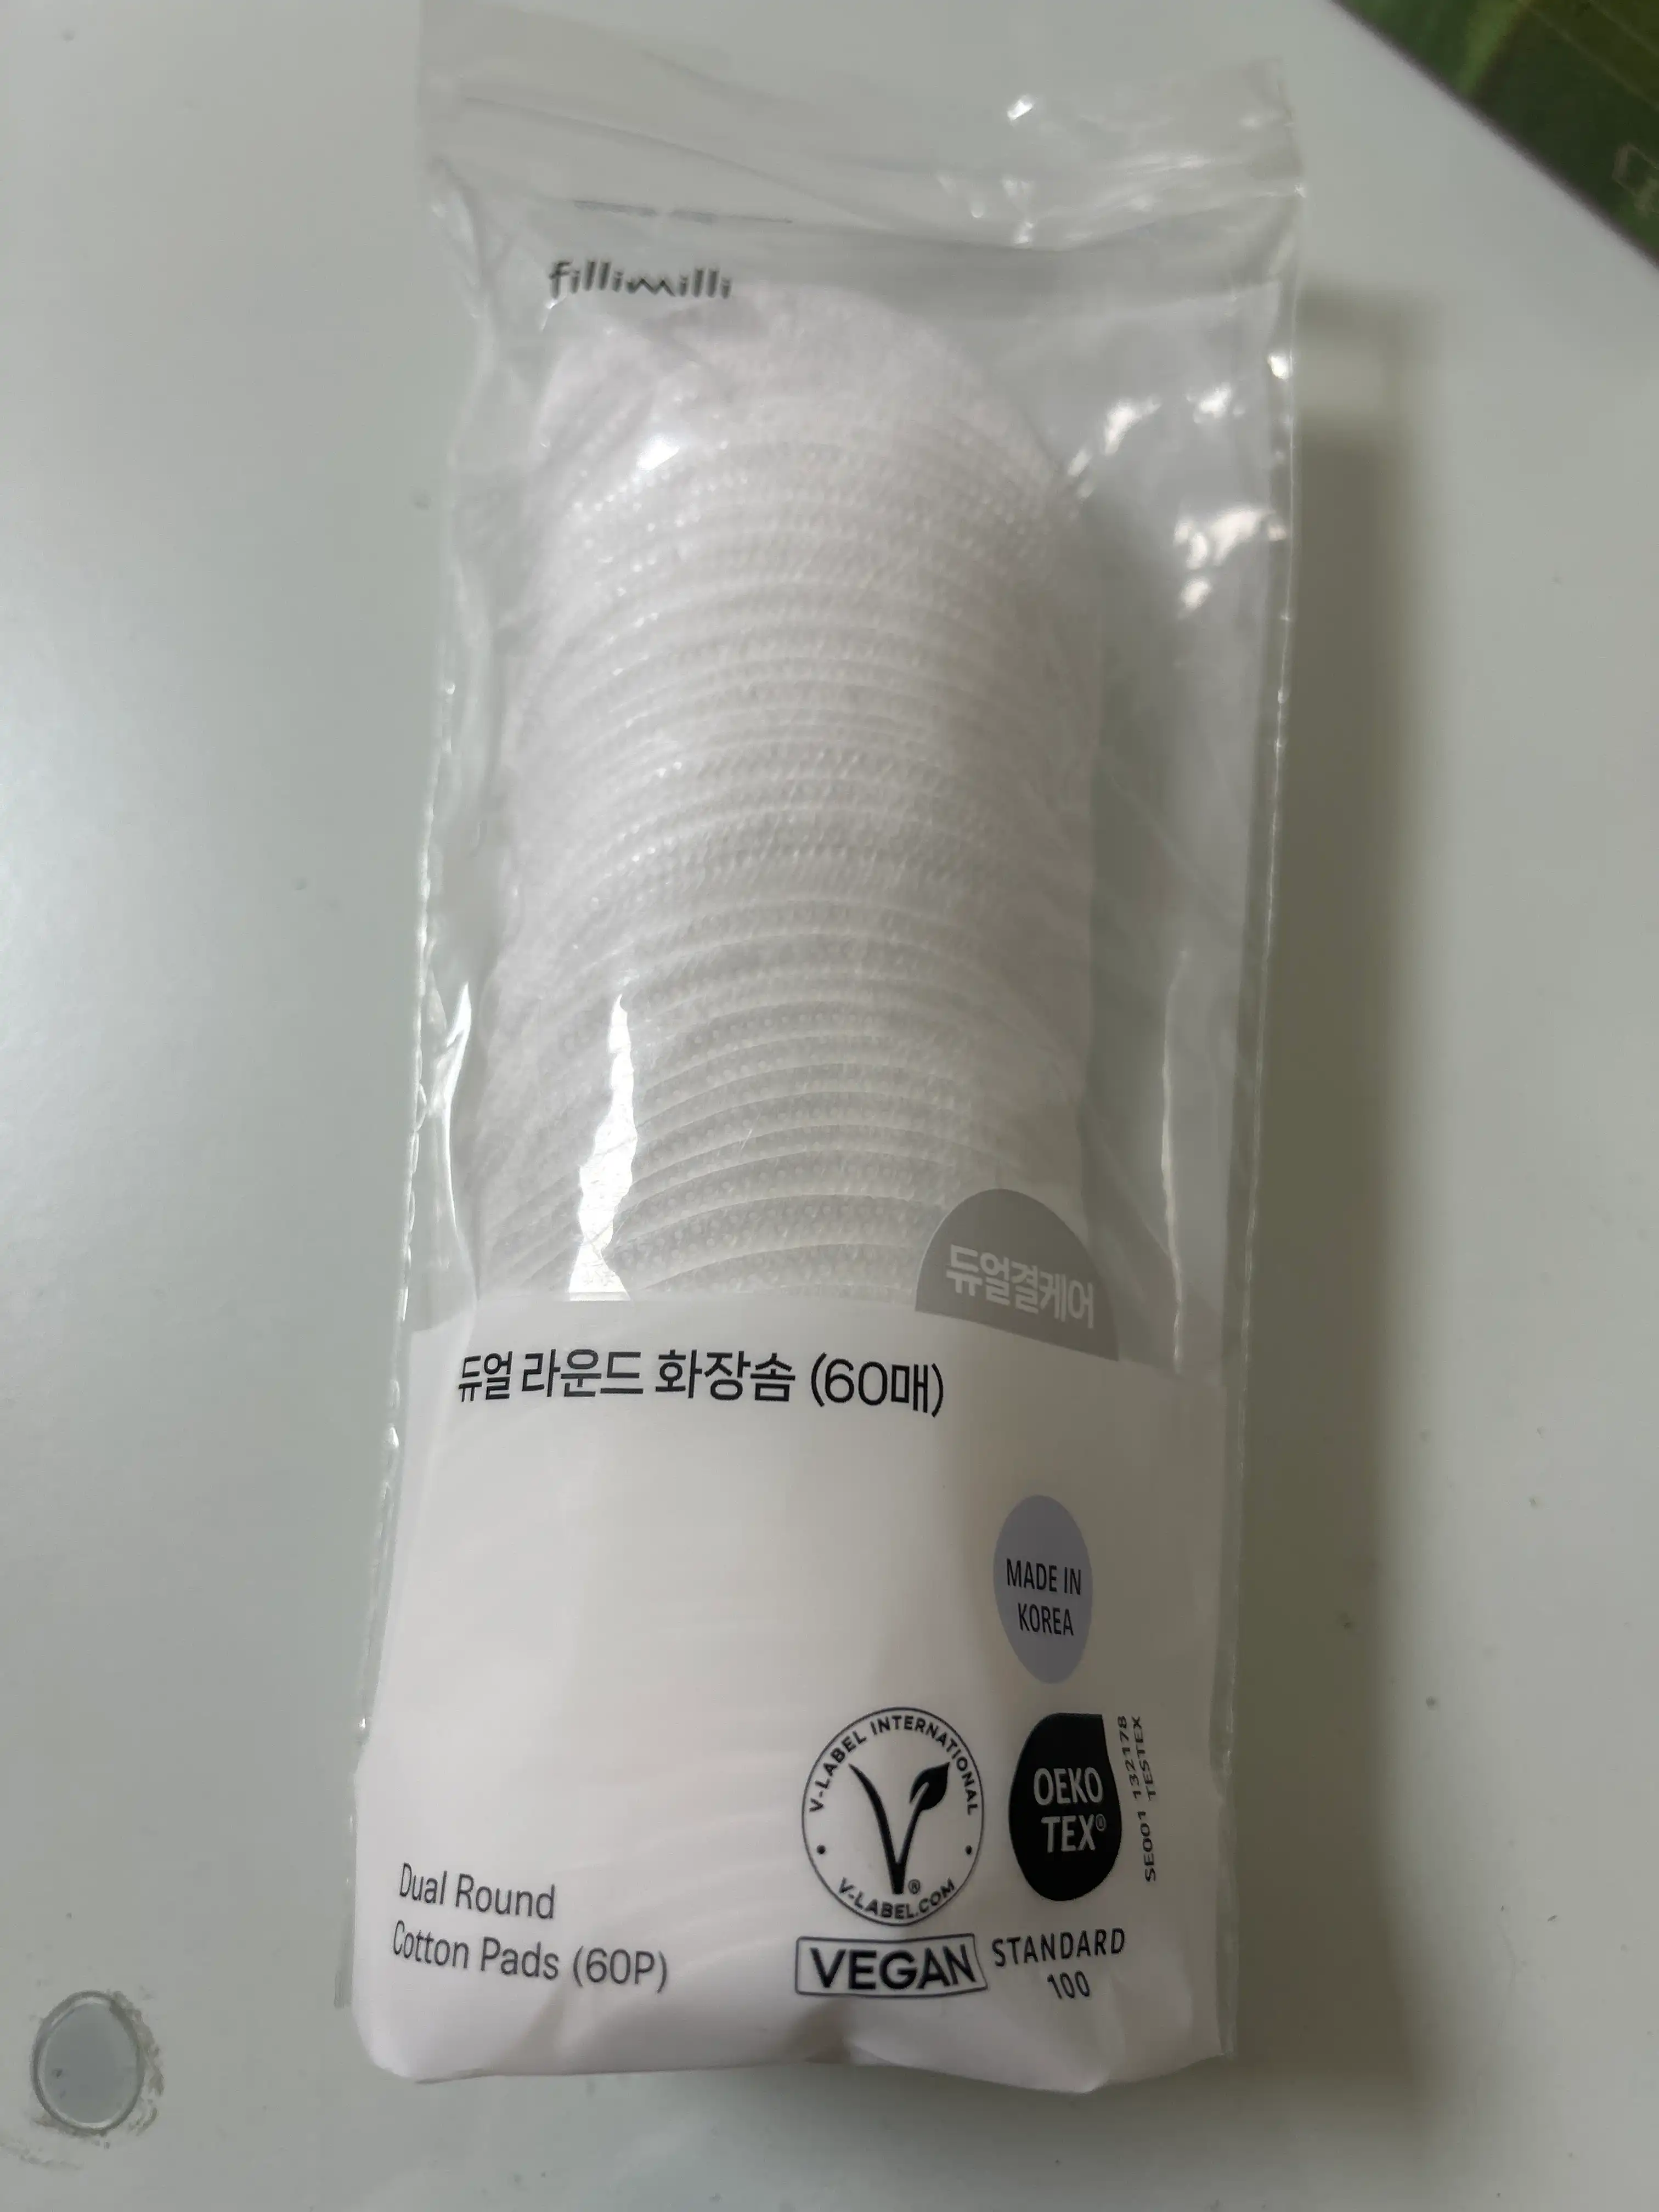 fillimilli
듀얼결케어
듀얼 라운드 화장솜 (60매)
MADE IN
KOREA
V-LABEL INTERNATIONAL
V-LABEL.COM
®
VEGAN
OEKO
TEX®
SE001 132178
TESTEX
STANDARD
100
Dual Round
Cotton Pads (60P)